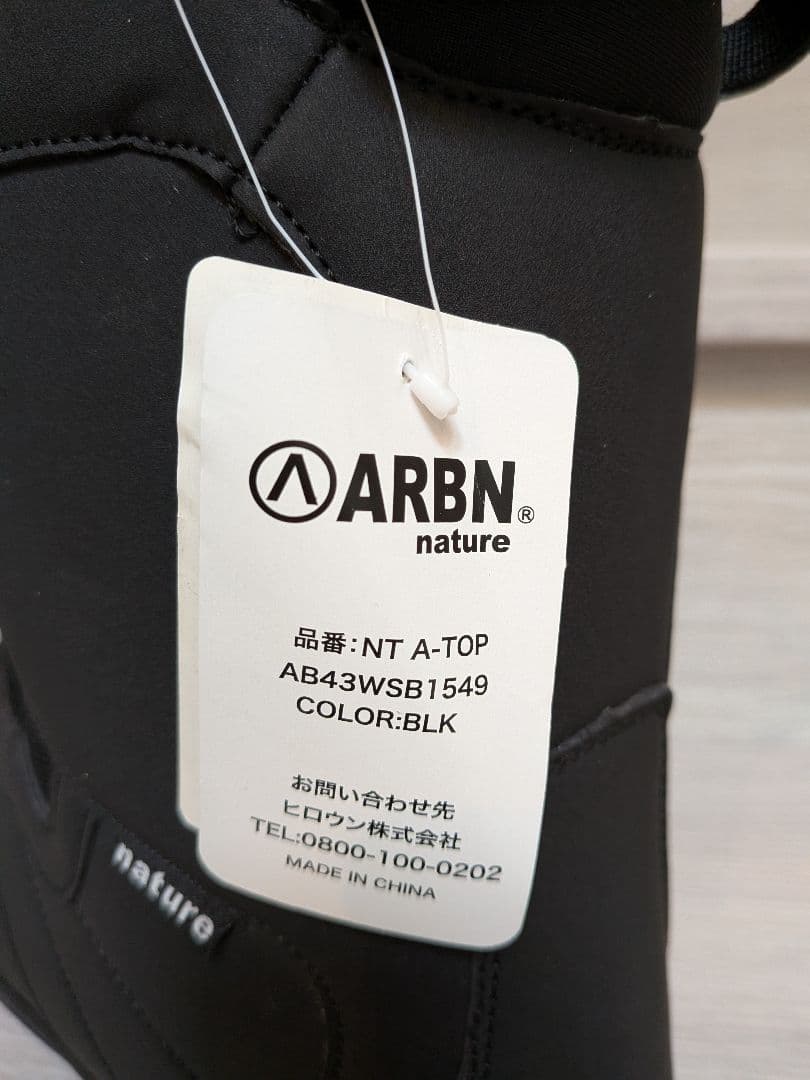 ARBN®
nature
品番:NT A-TOP
AB43WSB1549
COLOR:BLK
お問い合わせ先
ヒロウン株式会社
TEL:0800-100-0202
MADE IN CHINA
nature